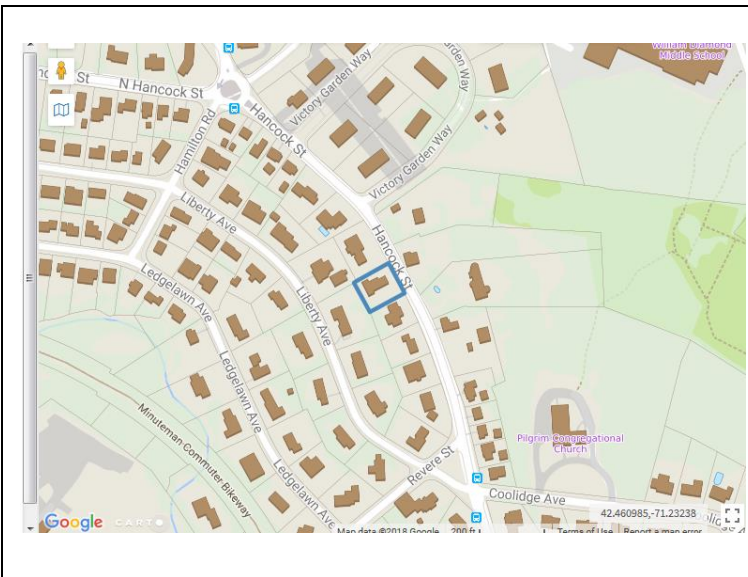 William Diamond
Middle School
St
N Hancock St
Hamilton Rd
Hancock St
Victory Garden Way
Garden Way
Victory Garden Way
Liberty Ave
Hancock St
Ledgelawn Ave
Liberty Ave
Ledgelawn Ave
Minuteman Commuter Bikeway
Pilgrim Congregational
Church
Revere St
Ledgelawn Ave
Coolidge Ave
42.460985,-71.23238
Google
CARTO
Map data ©2018 Google
200 ft
Terms of Use
Report a map error